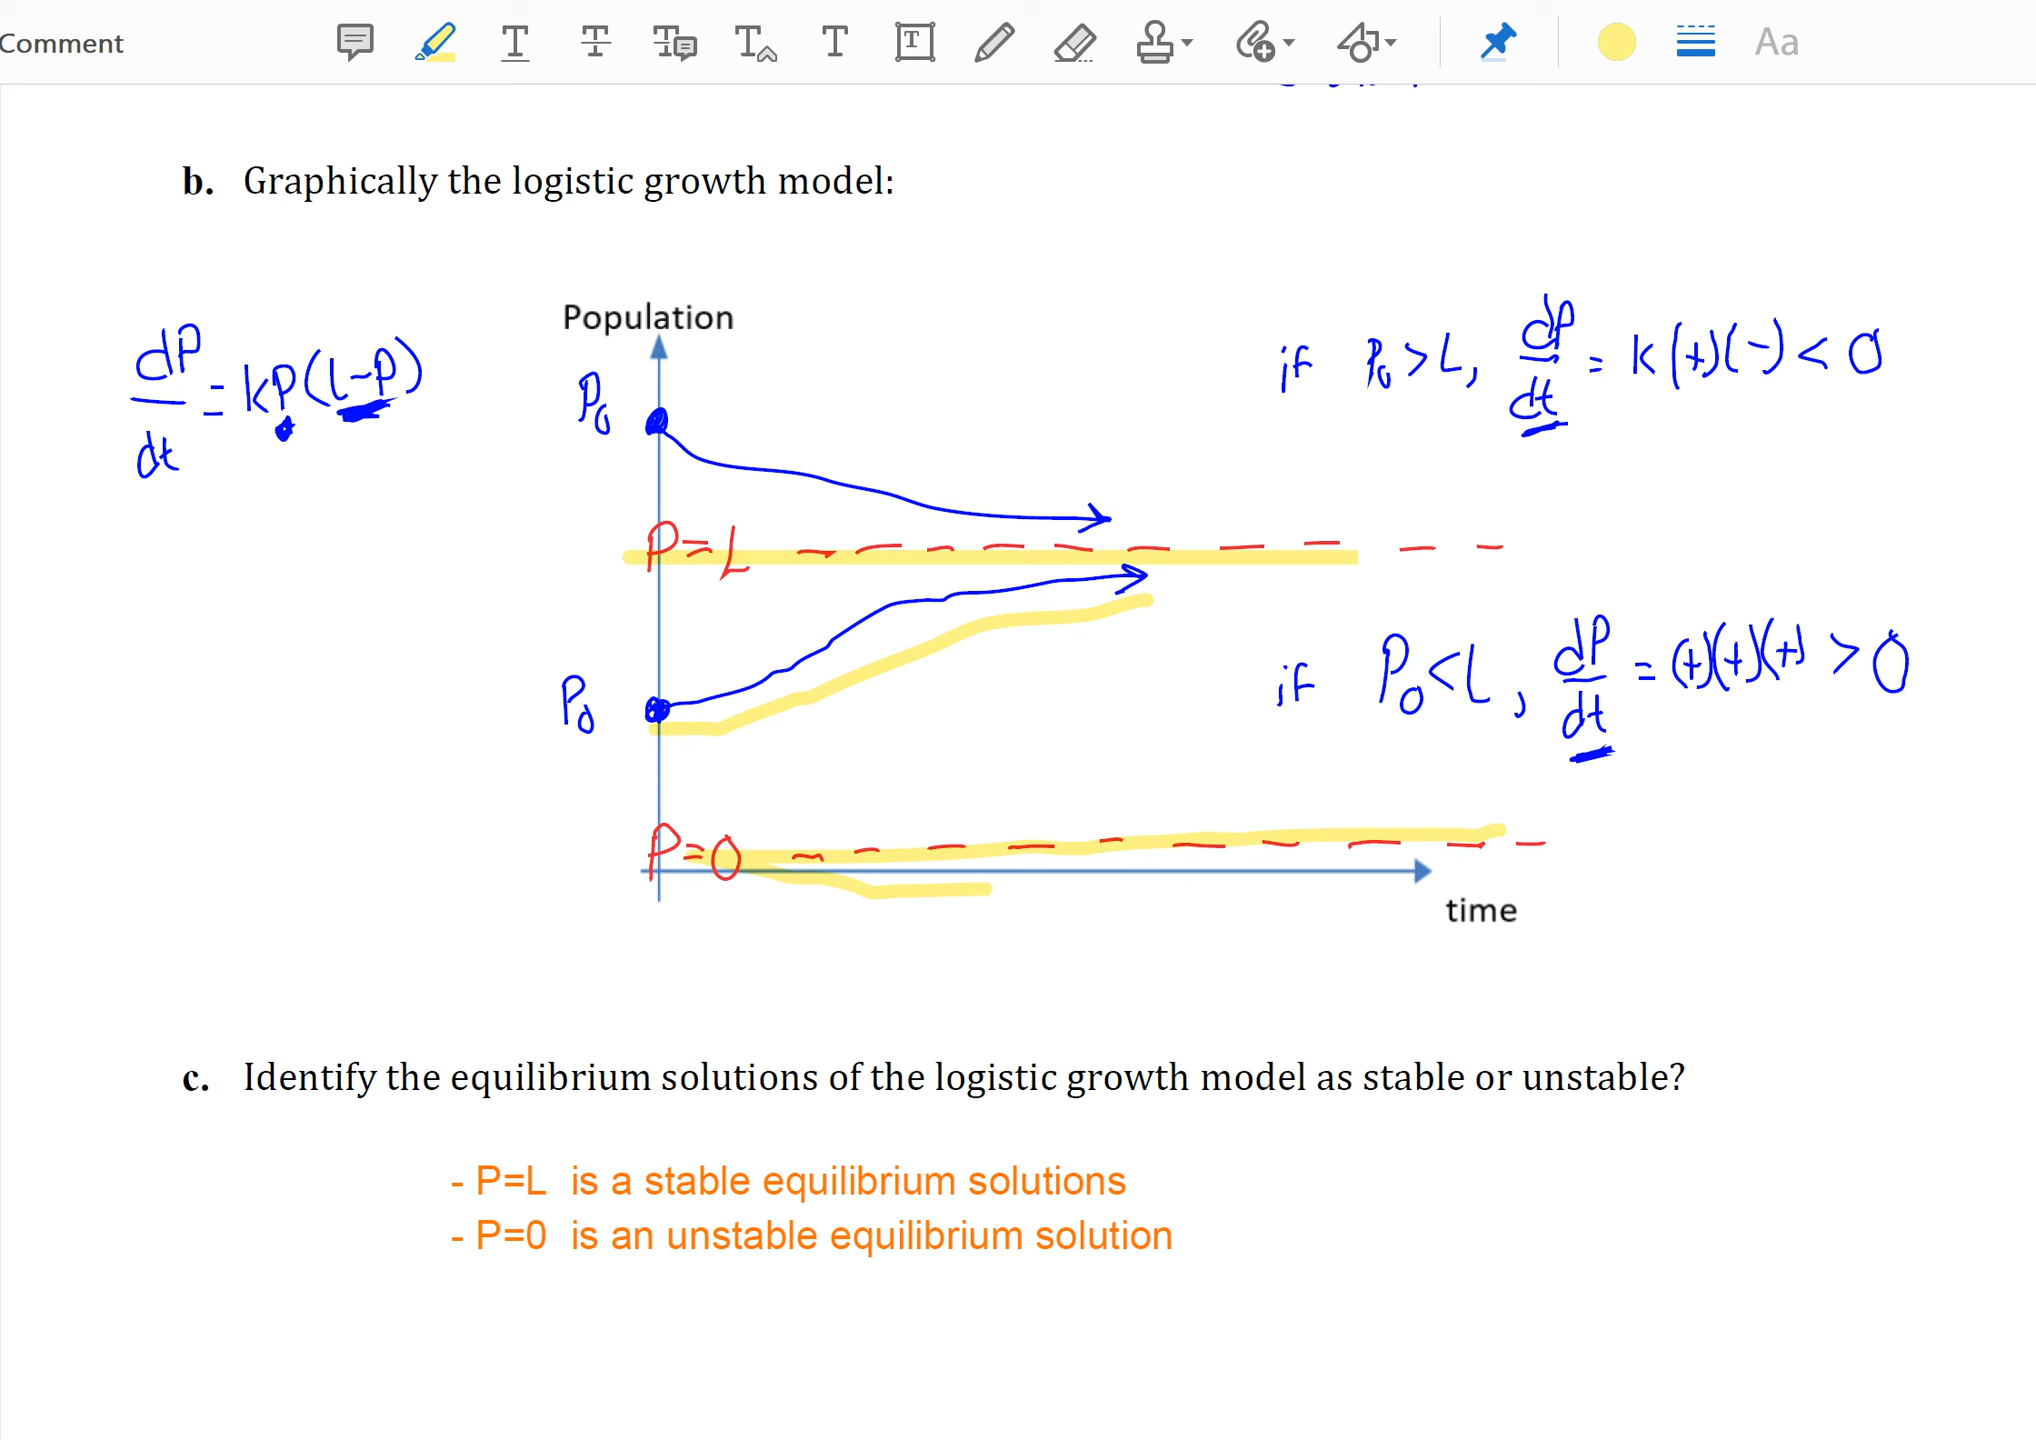 Comment
T T T T T T Aa
b. Graphically the logistic growth model:
Population
dP/dt = kP(L-P)
P₀
if P₀ > L, dP/dt = K(+)(-) < 0
P=L
P₀
if P₀ < L, dP/dt = (+)(+)(+) > 0
P=0
time
c. Identify the equilibrium solutions of the logistic growth model as stable or unstable?
- P=L is a stable equilibrium solutions
- P=0 is an unstable equilibrium solution